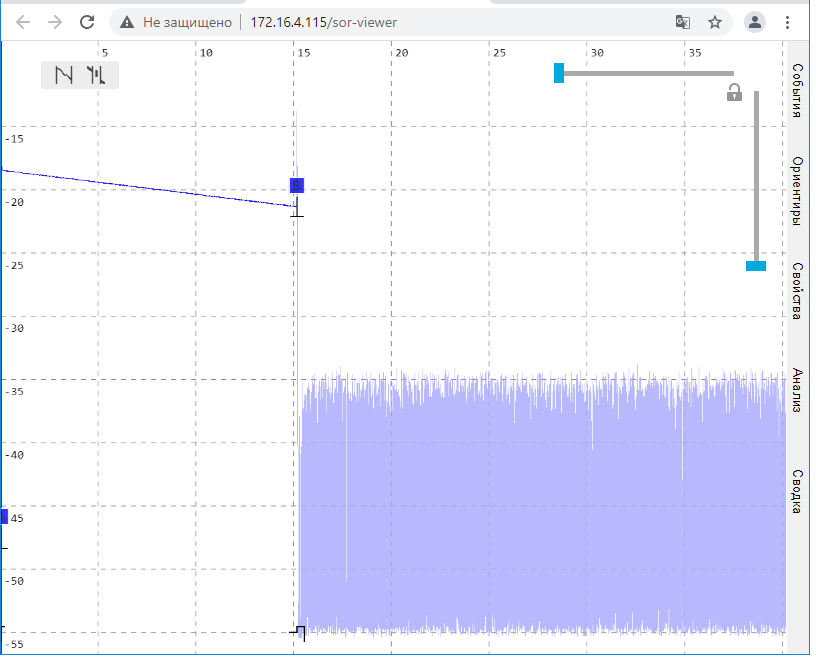 Не защищено
172.16.4.115/sor-viewer
5
10
15
20
25
30
35
-15
-20
-25
-30
-35
-40
45
-50
-55
События
Ориентиры
Свойства
Анализ
Сводка